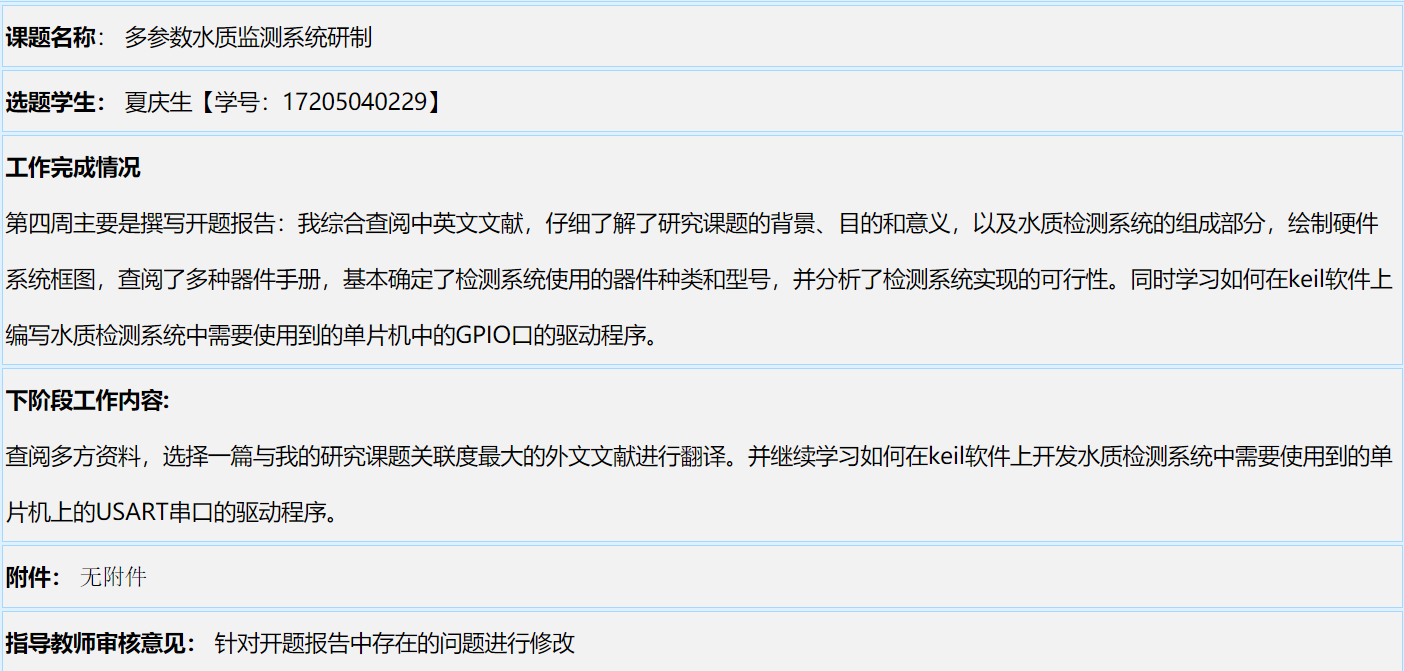 课题名称： 多参数水质监测系统研制
选题学生： 夏庆生【学号：17205040229】
工作完成情况
第四周主要是撰写开题报告：我综合查阅中英文文献，仔细了解了研究课题的背景、目的和意义，以及水质检测系统的组成部分，绘制硬件
系统框图，查阅了多种器件手册，基本确定了检测系统使用的器件种类和型号，并分析了检测系统实现的可行性。同时学习如何在keil软件上
编写水质检测系统中需要使用到的单片机中的GPIO口的驱动程序。
下阶段工作内容:
查阅多方资料，选择一篇与我的研究课题关联度最大的外文文献进行翻译。并继续学习如何在keil软件上开发水质检测系统中需要使用到的单
片机上的USART串口的驱动程序。
附件： 无附件
指导教师审核意见： 针对开题报告中存在的问题进行修改